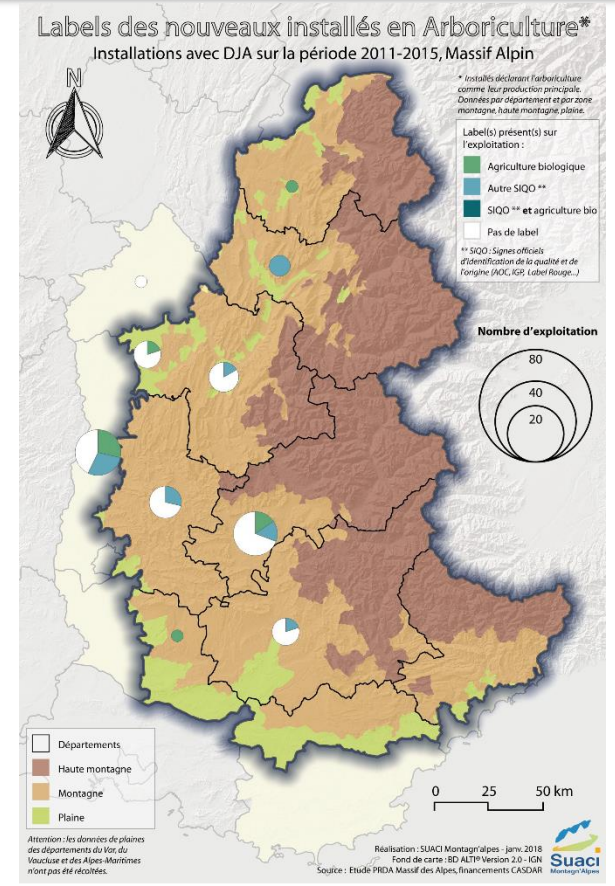 Labels des nouveaux installés en Arboriculture*
Installations avec DJA sur la période 2011-2015, Massif Alpin
N
* Installés déclarant l'arboriculture
comme leur production principale.
Données par département et par zone
montagne, haute montagne, plaine.
Label(s) présent(s) sur
l'exploitation :
Agriculture biologique
Autre SIQO **
SIQO ** et agriculture bio
Pas de label
** SIQO : Signes officiels
d'identification de la qualité et de
l'origine (AOC, IGP, Label Rouge...)
Nombre d'exploitation
80
40
20
Départements
Haute montagne
Montagne
Plaine
0 25 50 km
Attention : les données de plaines
des départements du Var, du
Vaucluse et des Alpes-Maritimes
n'ont pas été récoltées.
Réalisation : SUACI Montagn'alpes - janv. 2018
Fond de carte : BD ALTI® Version 2.0 - IGN
Source : Etude PRDA Massif des Alpes, financements CASDAR
Suaci
Montagn'Alpes